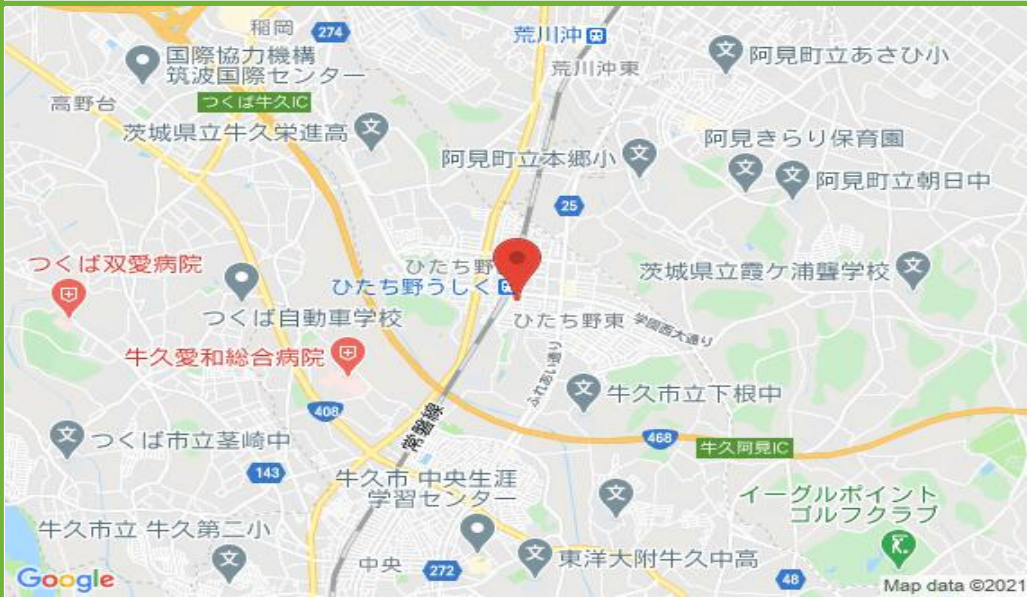 稲岡
274
荒川沖
国際協力機構
筑波国際センター
荒川沖東
阿見町立あさひ小
高野台
つくば牛久IC
茨城県立牛久栄進高
阿見町立本郷小
阿見きらり保育園
阿見町立朝日中
25
つくば双愛病院
ひたち野
ひたち野うしく
茨城県立霞ケ浦聾学校
つくば自動車学校
ひたち野東
学園西大通り
牛久愛和総合病院
ふれあい通り
牛久市立下根中
408
常磐線
468
牛久阿見IC
つくば市立茎崎中
143
牛久市 中央生涯
学習センター
イーグルポイント
ゴルフクラブ
牛久市立 牛久第二小
中央
272
東洋大附牛久中高
48
Google
Map data ©2021